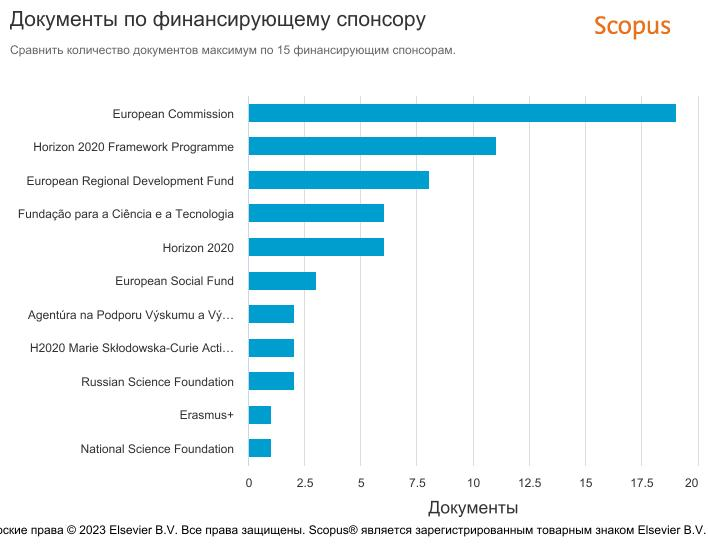 Документы по финансирующему спонсору
Scopus
Сравнить количество документов максимум по 15 финансирующим спонсорам.
European Commission
Horizon 2020 Framework Programme
European Regional Development Fund
Fundação para a Ciência e a Tecnologia
Horizon 2020
European Social Fund
Agentúra na Podporu Výskumu a Vý…
H2020 Marie Skłodowska-Curie Acti…
Russian Science Foundation
Erasmus+
National Science Foundation
0 2.5 5 7.5 10 12.5 15 17.5 20
Документы
рские права © 2023 Elsevier B.V. Все права защищены. Scopus® является зарегистрированным товарным знаком Elsevier B.V.